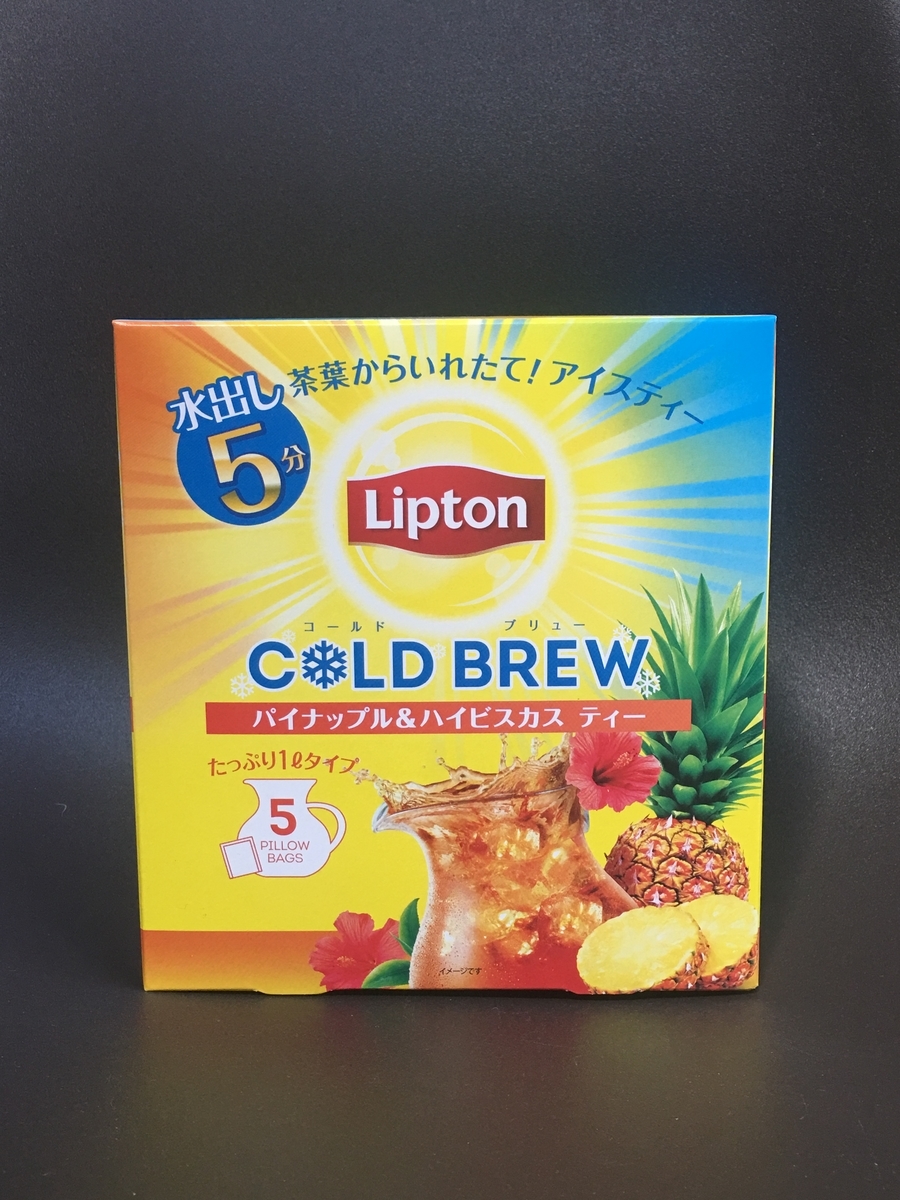 茶葉からいれたて！アイスティー
水出し
5分
Lipton
コールド ブリュー
COLD BREW
パイナップル&ハイビスカス ティー
たっぷり1ℓタイプ
5
PILLOW
BAGS
イメージです